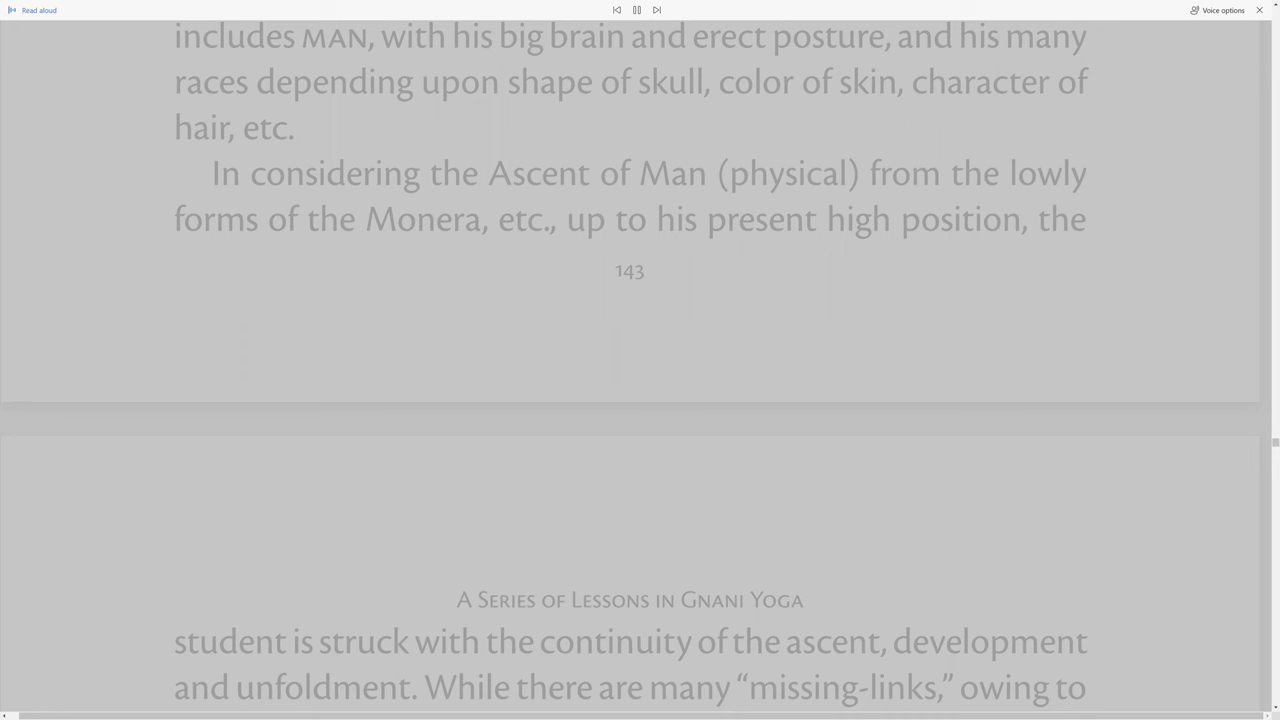 Read aloud
Voice options
includes MAN, with his big brain and erect posture, and his many
races depending upon shape of skull, color of skin, character of
hair, etc.
In considering the Ascent of Man (physical) from the lowly
forms of the Monera, etc., up to his present high position, the
143
A Series of Lessons in Gnani Yoga
student is struck with the continuity of the ascent, development
and unfoldment. While there are many “missing-links,” owing to